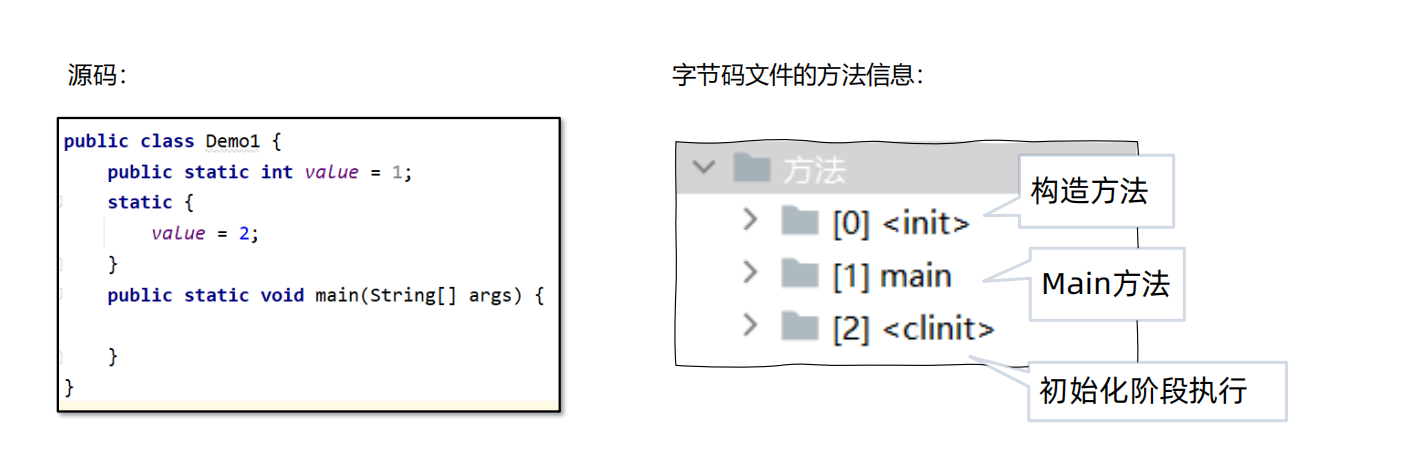 源码：
public class Demo1 {
public static int value = 1;
static {
value = 2;
}
public static void main(String[] args) {
}
}
字节码文件的方法信息：
方法
[0] <init>
构造方法
[1] main
Main方法
[2] <clinit>
初始化阶段执行